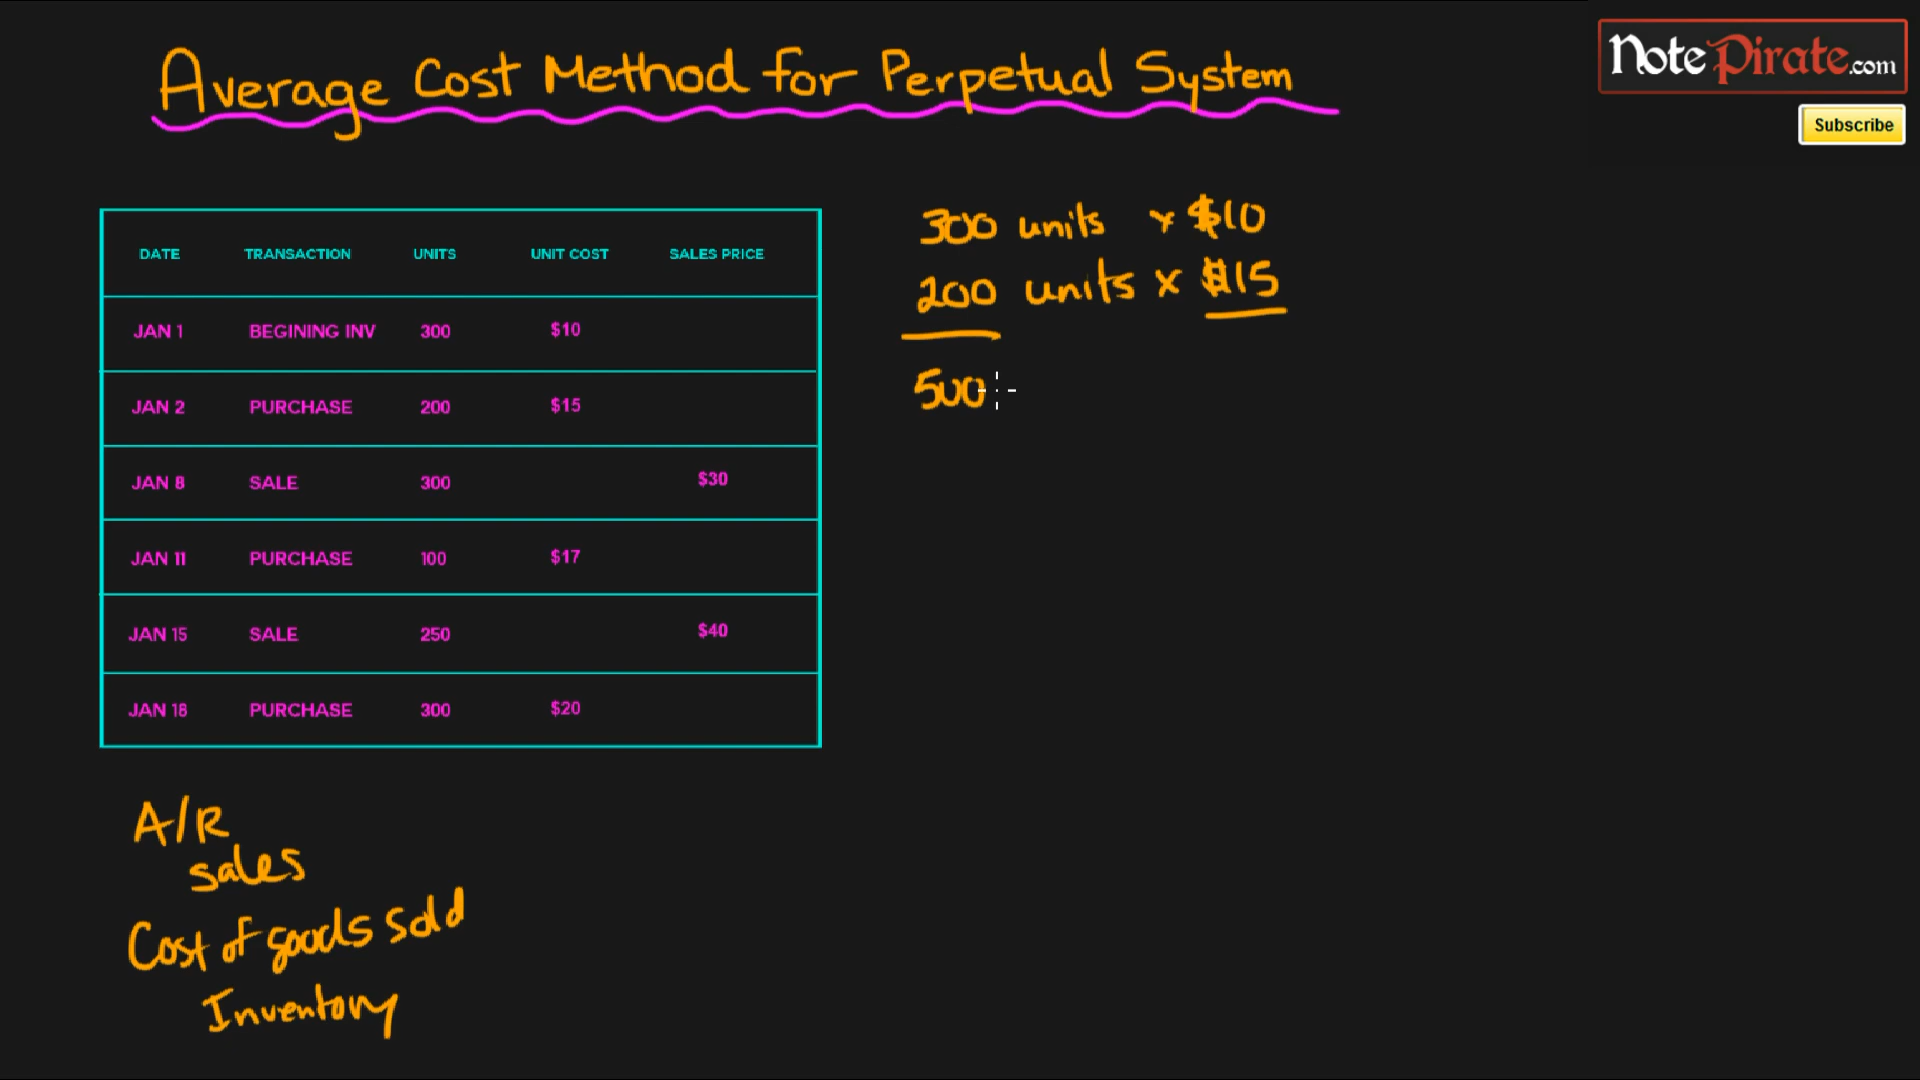 Average Cost Method for Perpetual System
NotePirate.com
Subscribe
300 units x $10
200 units x $15
500
DATE TRANSACTION UNITS UNIT COST SALES PRICE
JAN 1 BEGINING INV 300 $10
JAN 2 PURCHASE 200 $15
JAN 8 SALE 300 $30
JAN 11 PURCHASE 100 $17
JAN 15 SALE 250 $40
JAN 18 PURCHASE 300 $20
A/R
sales
Cost of goods sold
Inventory